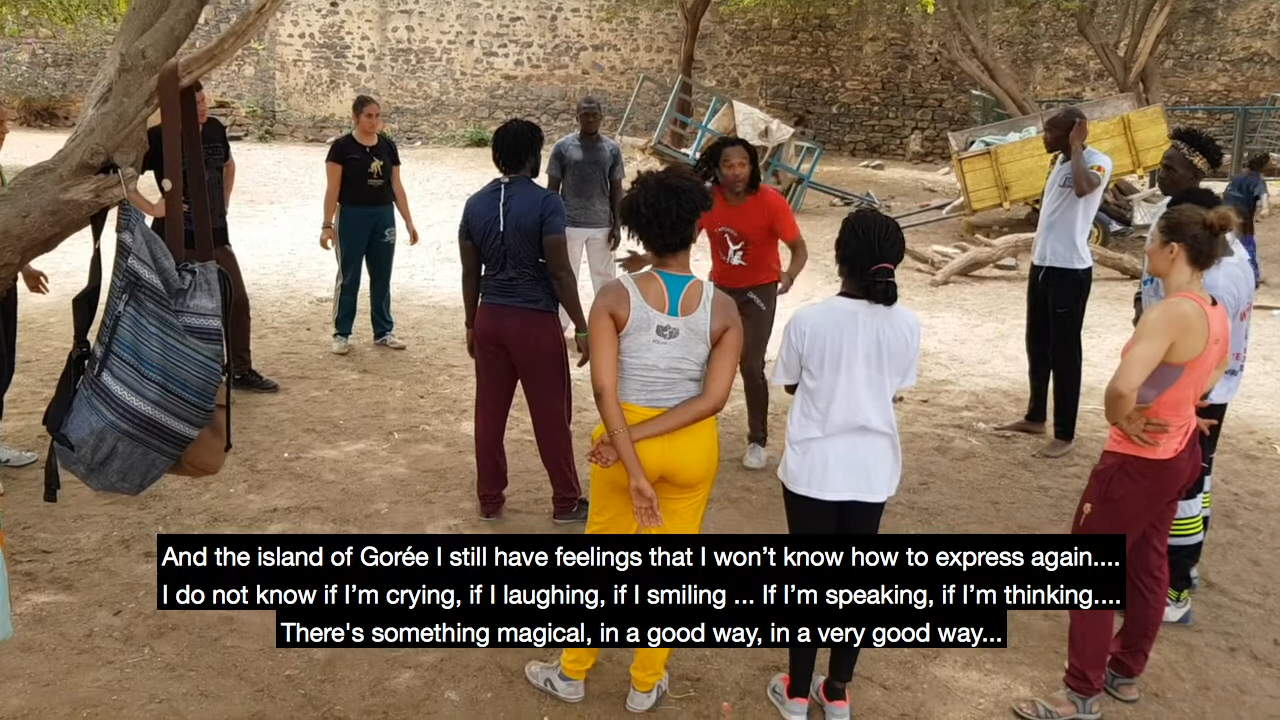 And the island of Gorée I still have feelings that I won’t know how to express again....
I do not know if I’m crying, if I laughing, if I smiling ... If I’m speaking, if I’m thinking....
There's something magical, in a good way, in a very good way...